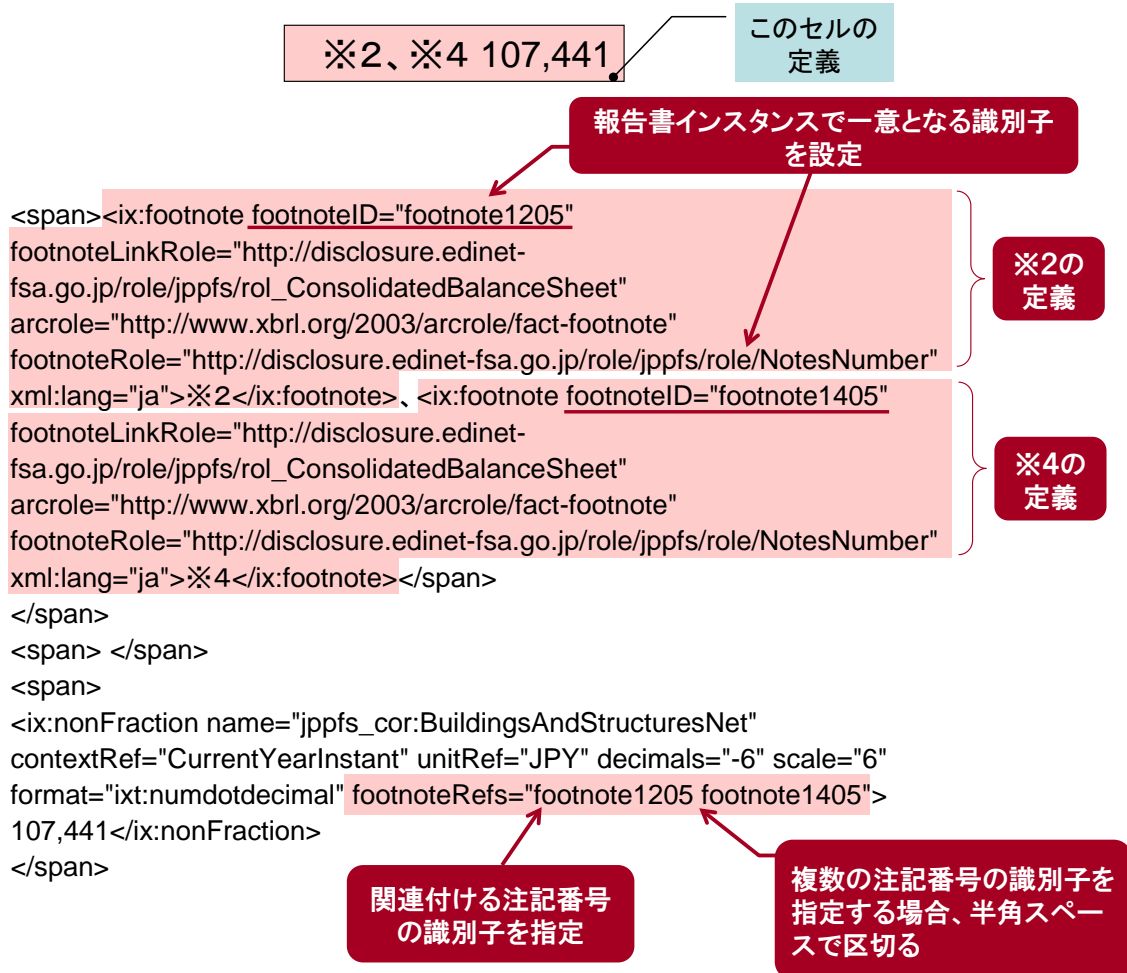 ※2、※4 107,441
このセルの
定義
報告書インスタンスで一意となる識別子
を設定
<span><ix:footnote footnoteID="footnote1205"
footnoteLinkRole="http://disclosure.edinet-
fsa.go.jp/role/jppfs/rol_ConsolidatedBalanceSheet"
arcrole="http://www.xbrl.org/2003/arcrole/fact-footnote"
footnoteRole="http://disclosure.edinet-fsa.go.jp/role/jppfs/role/NotesNumber"
xml:lang="ja">※2</ix:footnote>、<ix:footnote footnoteID="footnote1405"
※2の
定義
footnoteLinkRole="http://disclosure.edinet-
fsa.go.jp/role/jppfs/rol_ConsolidatedBalanceSheet"
arcrole="http://www.xbrl.org/2003/arcrole/fact-footnote"
footnoteRole="http://disclosure.edinet-fsa.go.jp/role/jppfs/role/NotesNumber"
xml:lang="ja">※4</ix:footnote></span>
※4の
定義
</span>
<span> </span>
<span>
<ix:nonFraction name="jppfs_cor:BuildingsAndStructuresNet"
contextRef="CurrentYearInstant" unitRef="JPY" decimals="-6" scale="6"
format="ixt:numdotdecimal" footnoteRefs="footnote1205 footnote1405">
107,441</ix:nonFraction>
</span>
関連付ける注記番号
の識別子を指定
複数の注記番号の識別子を
指定する場合、半角スペー
スで区切る